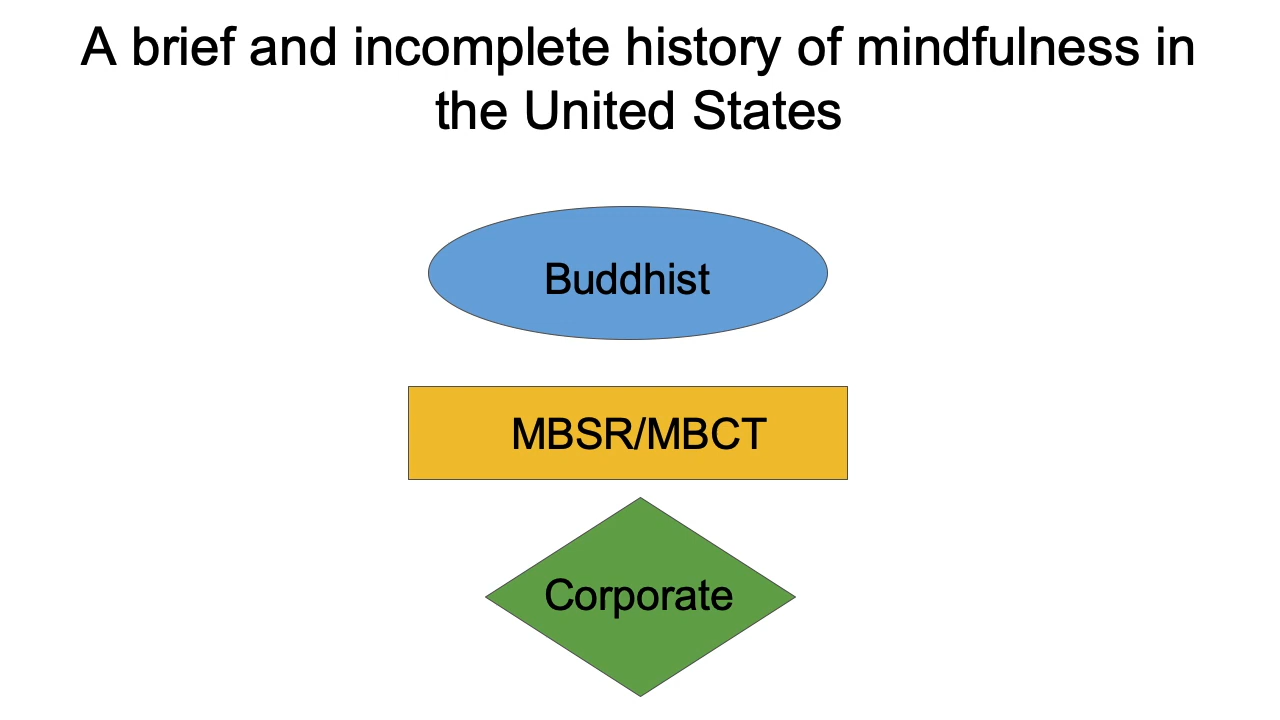 A brief and incomplete history of mindfulness in
the United States
Buddhist
MBSR/MBCT
Corporate